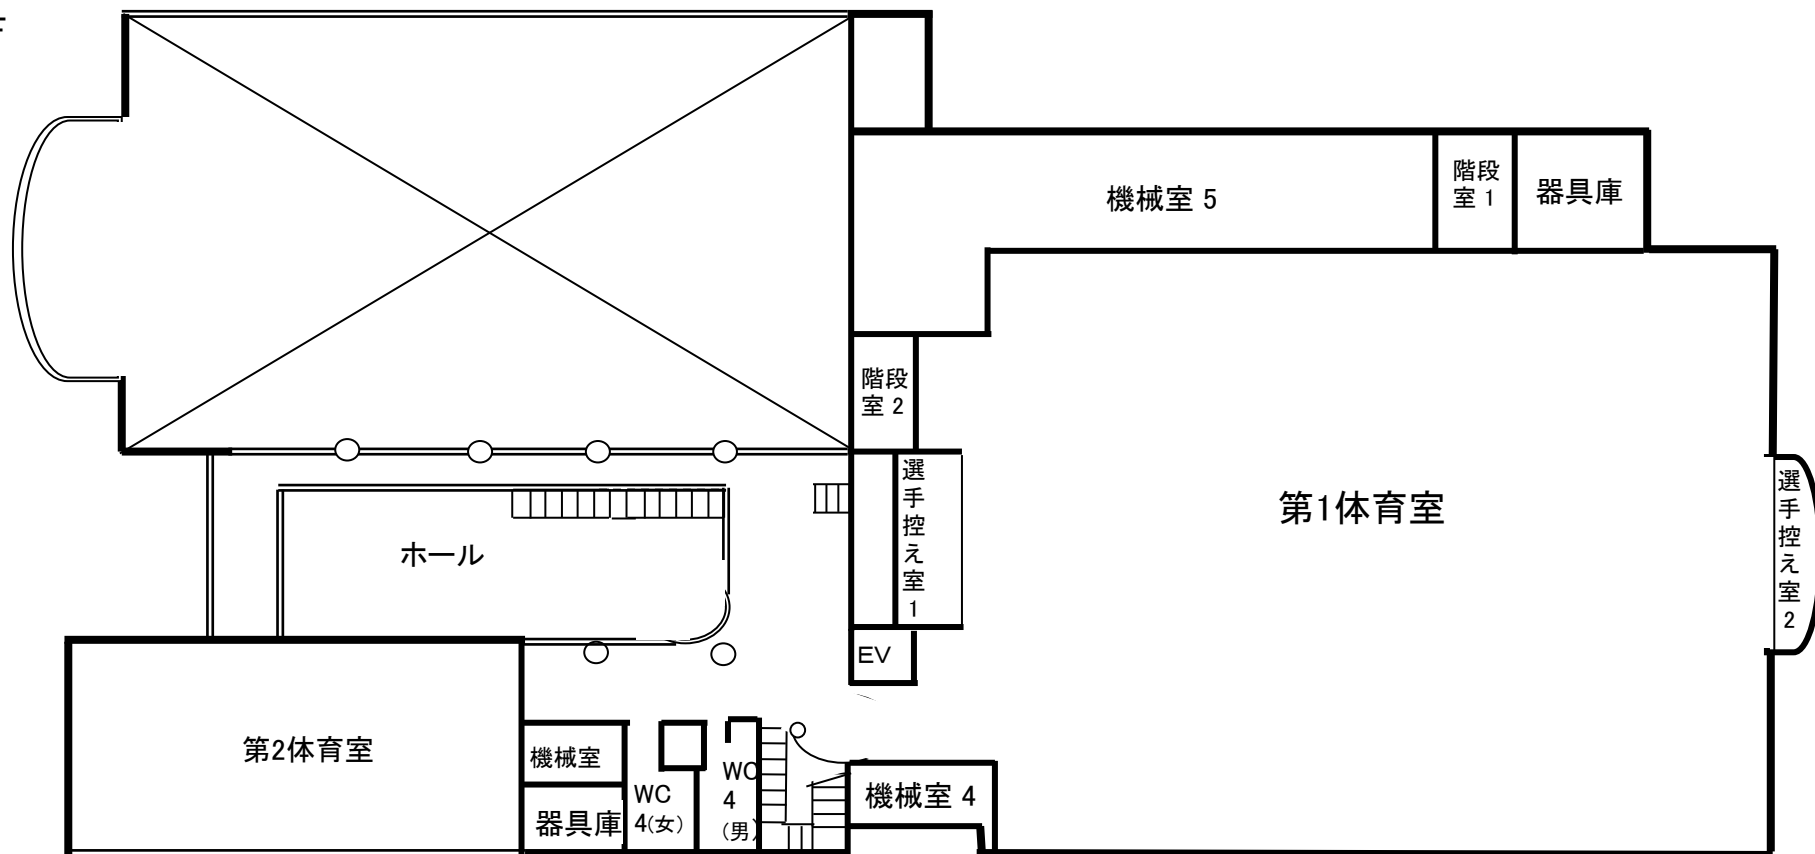 機械室 5
階段
室 1
器具庫
階段
室 2
選手控え室1
第1体育室
選手控え室2
ホール
EV
第2体育室
機械室
器具庫
WC
4(女)
WC
4
(男)
機械室 4